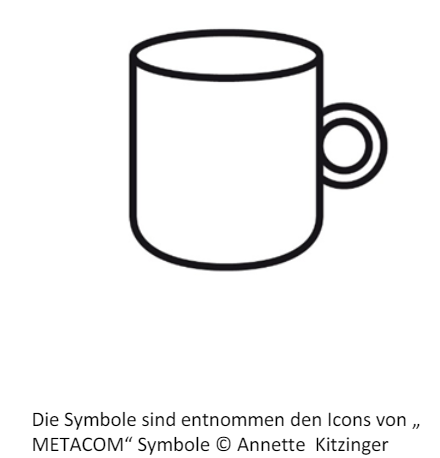 Die Symbole sind entnommen den Icons von „
METACOM“ Symbole © Annette  Kitzinger